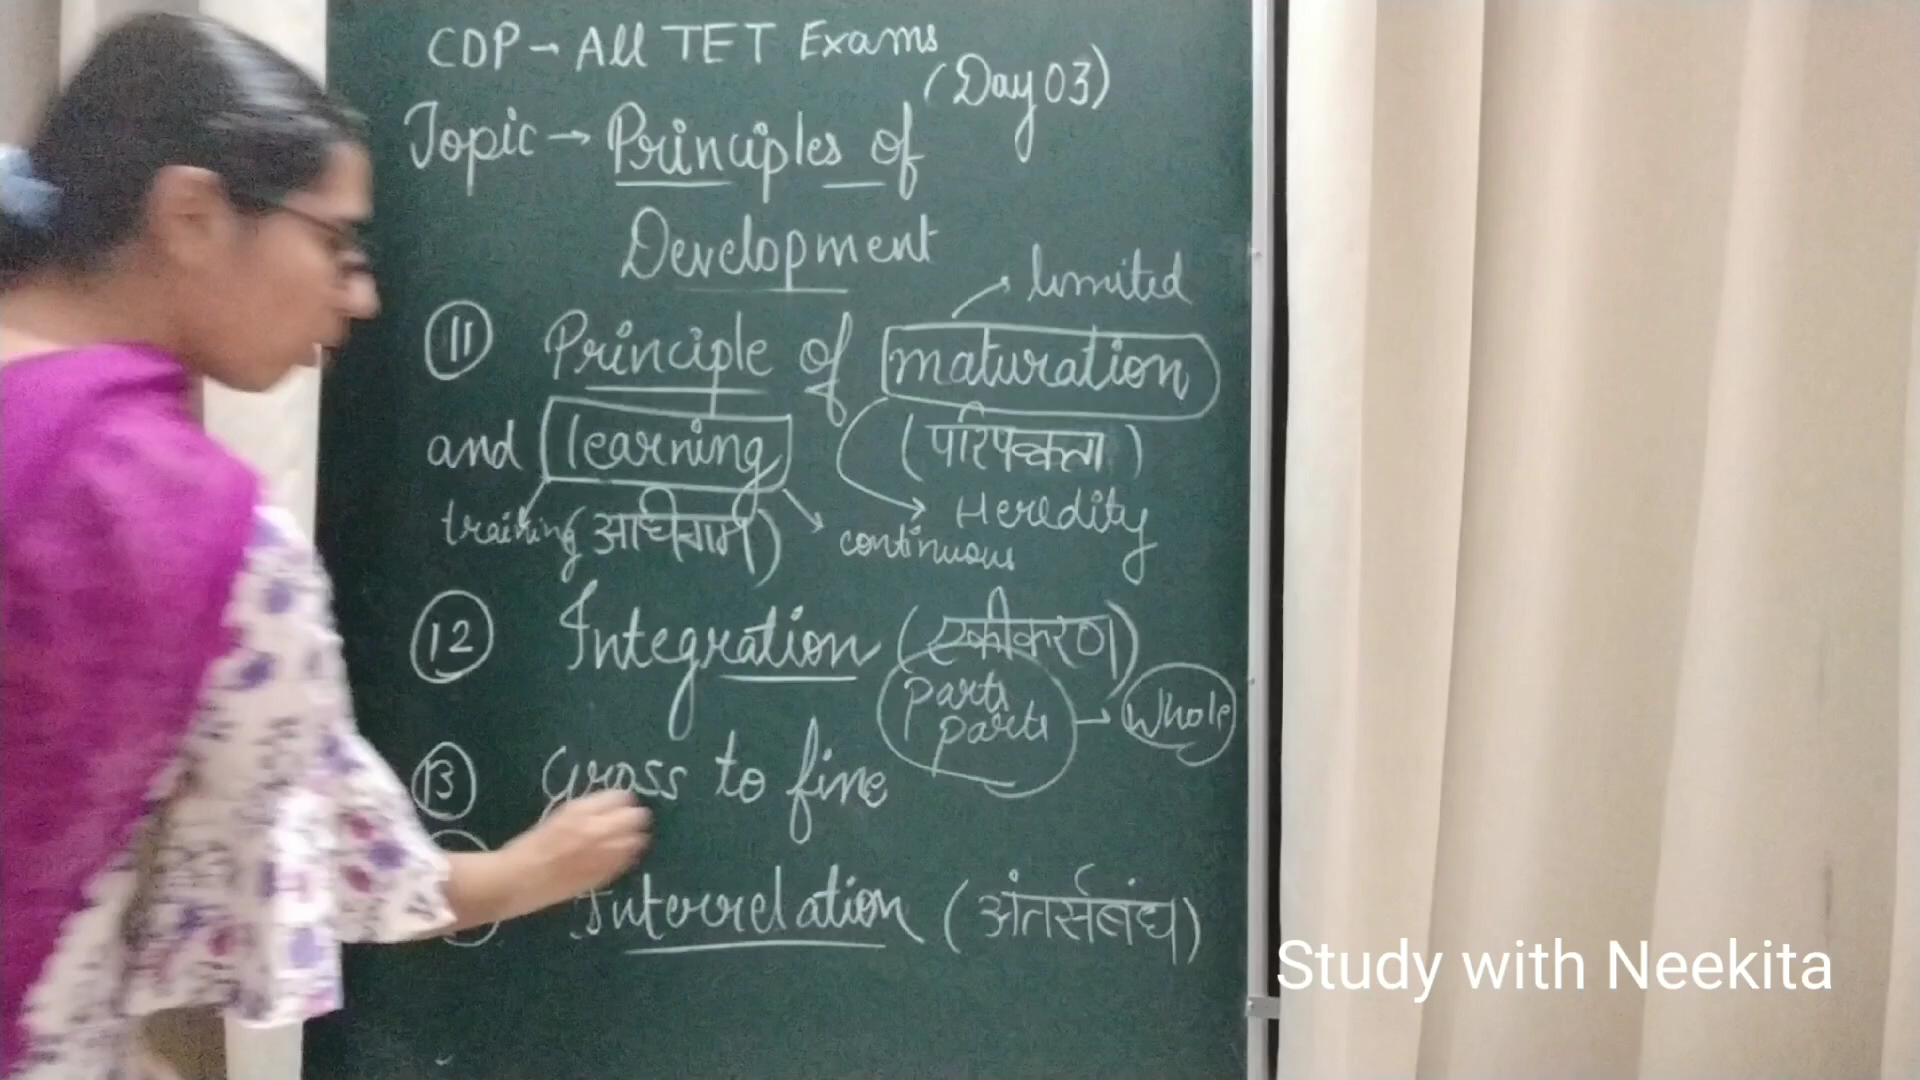 CDP → All TET Exams
(Day 03)
Topic → Principles of
Development
limited
11 Principle of maturation
and learning (परिपक्वता)
training (अधीगाम) continuous Heredity
12 Integration (एकीकरण)
parts
parts → Whole
13 Gross to fine
Interrelation (अंतर्सबंध)
Study with Neekita